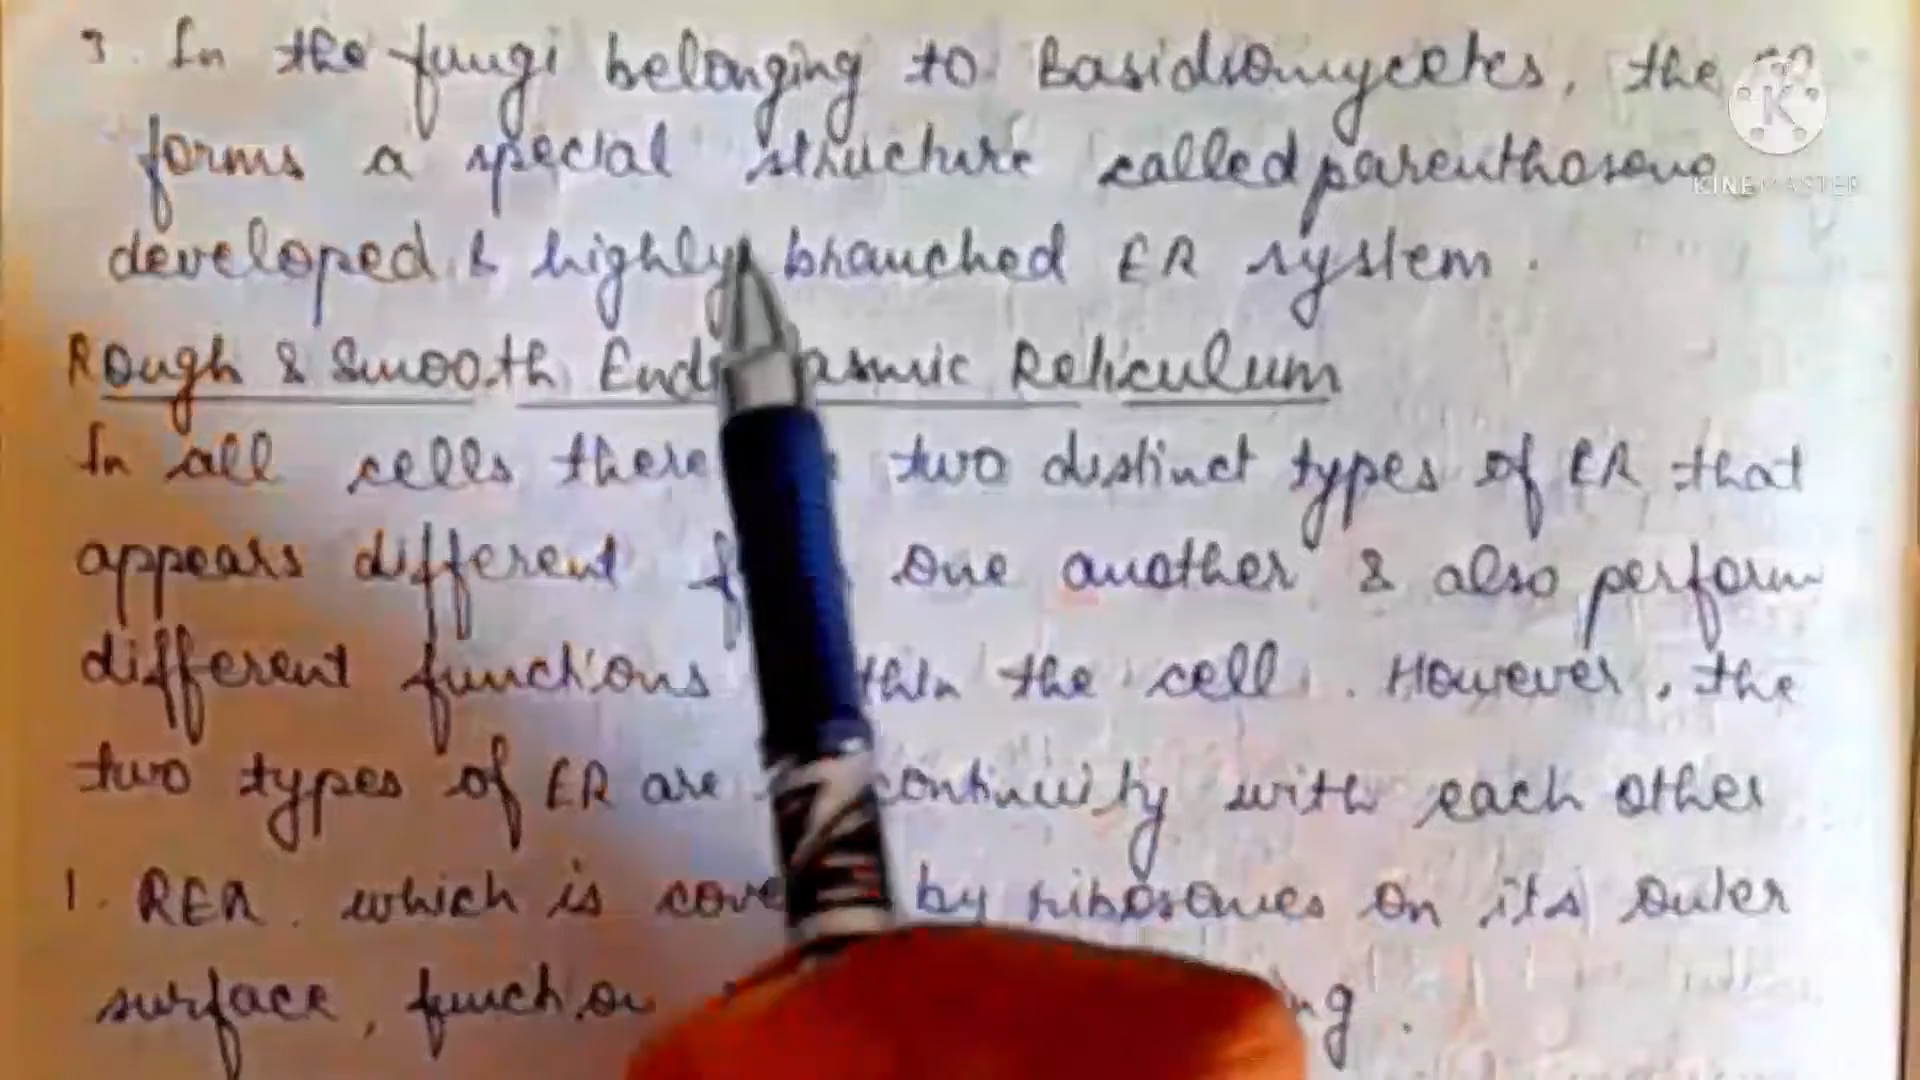 3. In the fungi belonging to Basidiomycetes, the ER
forms a special structure called parenthosome
developed & highly branched ER system.
Rough & Smooth asmic Reticulum
In all cells there two distinct types of ER that
appears different one another & also perform
different functions the cell. However, the
two types of ER are continuity with each other
1. RER. which is by ribosomes on its outer
surface, function
K
KINEMASTER